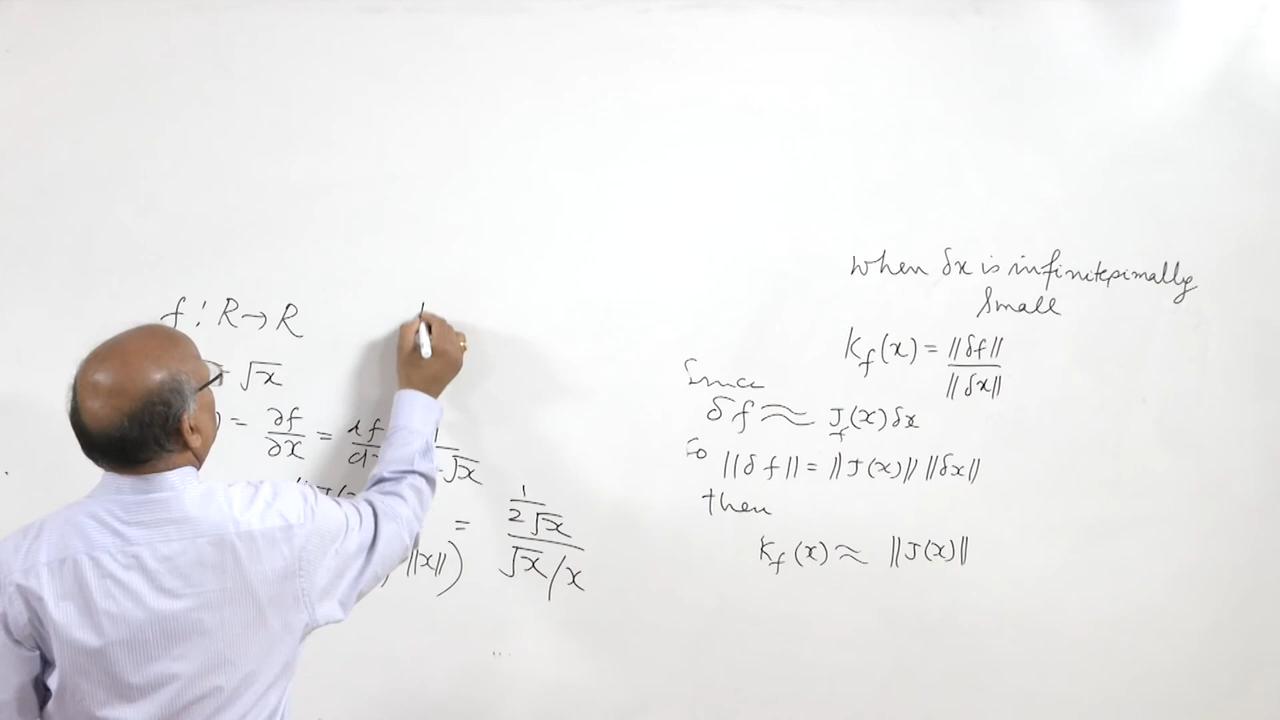 f : R → R
√x
= ∂f/∂x = 1/√x
= (1/(2√x))/(√x/x)
||x||)
When δx is infinitesimally
Small
K_f(x) = ||δf||/||δx||
Since
δf ≈ J_f(x)δx
So ||δf|| = ||J(x)|| ||δx||
then
K_f(x) ≈ ||J(x)||